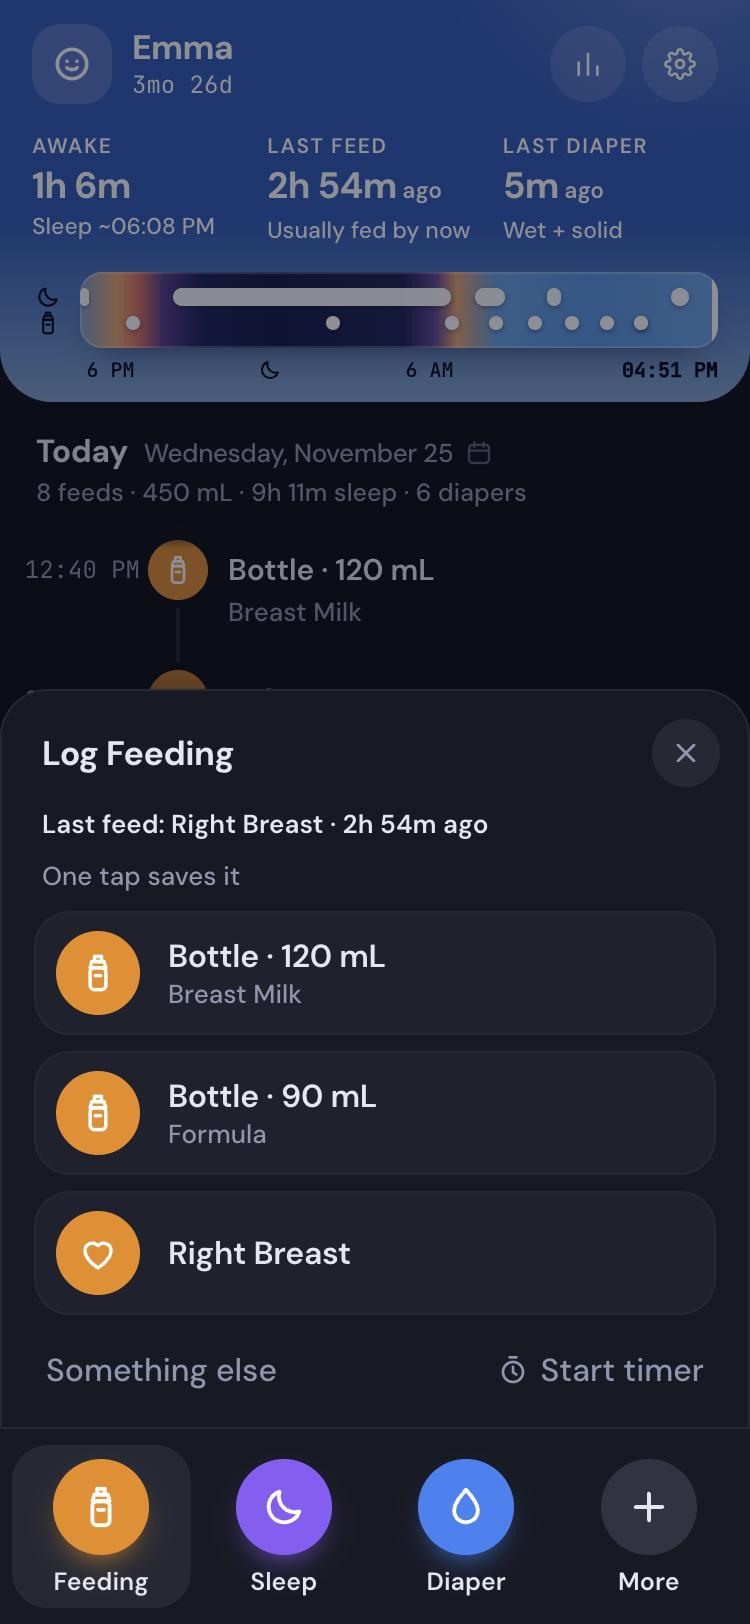 Emma
3mo 26d
AWAKE
1h 6m
Sleep ~06:08 PM
LAST FEED
2h 54m ago
Usually fed by now
LAST DIAPER
5m ago
Wet + solid
6 PM
6 AM
04:51 PM
Today Wednesday, November 25
8 feeds · 450 mL · 9h 11m sleep · 6 diapers
12:40 PM
Bottle · 120 mL
Breast Milk
Log Feeding
Last feed: Right Breast · 2h 54m ago
One tap saves it
Bottle · 120 mL
Breast Milk
Bottle · 90 mL
Formula
Right Breast
Something else
Start timer
Feeding
Sleep
Diaper
More